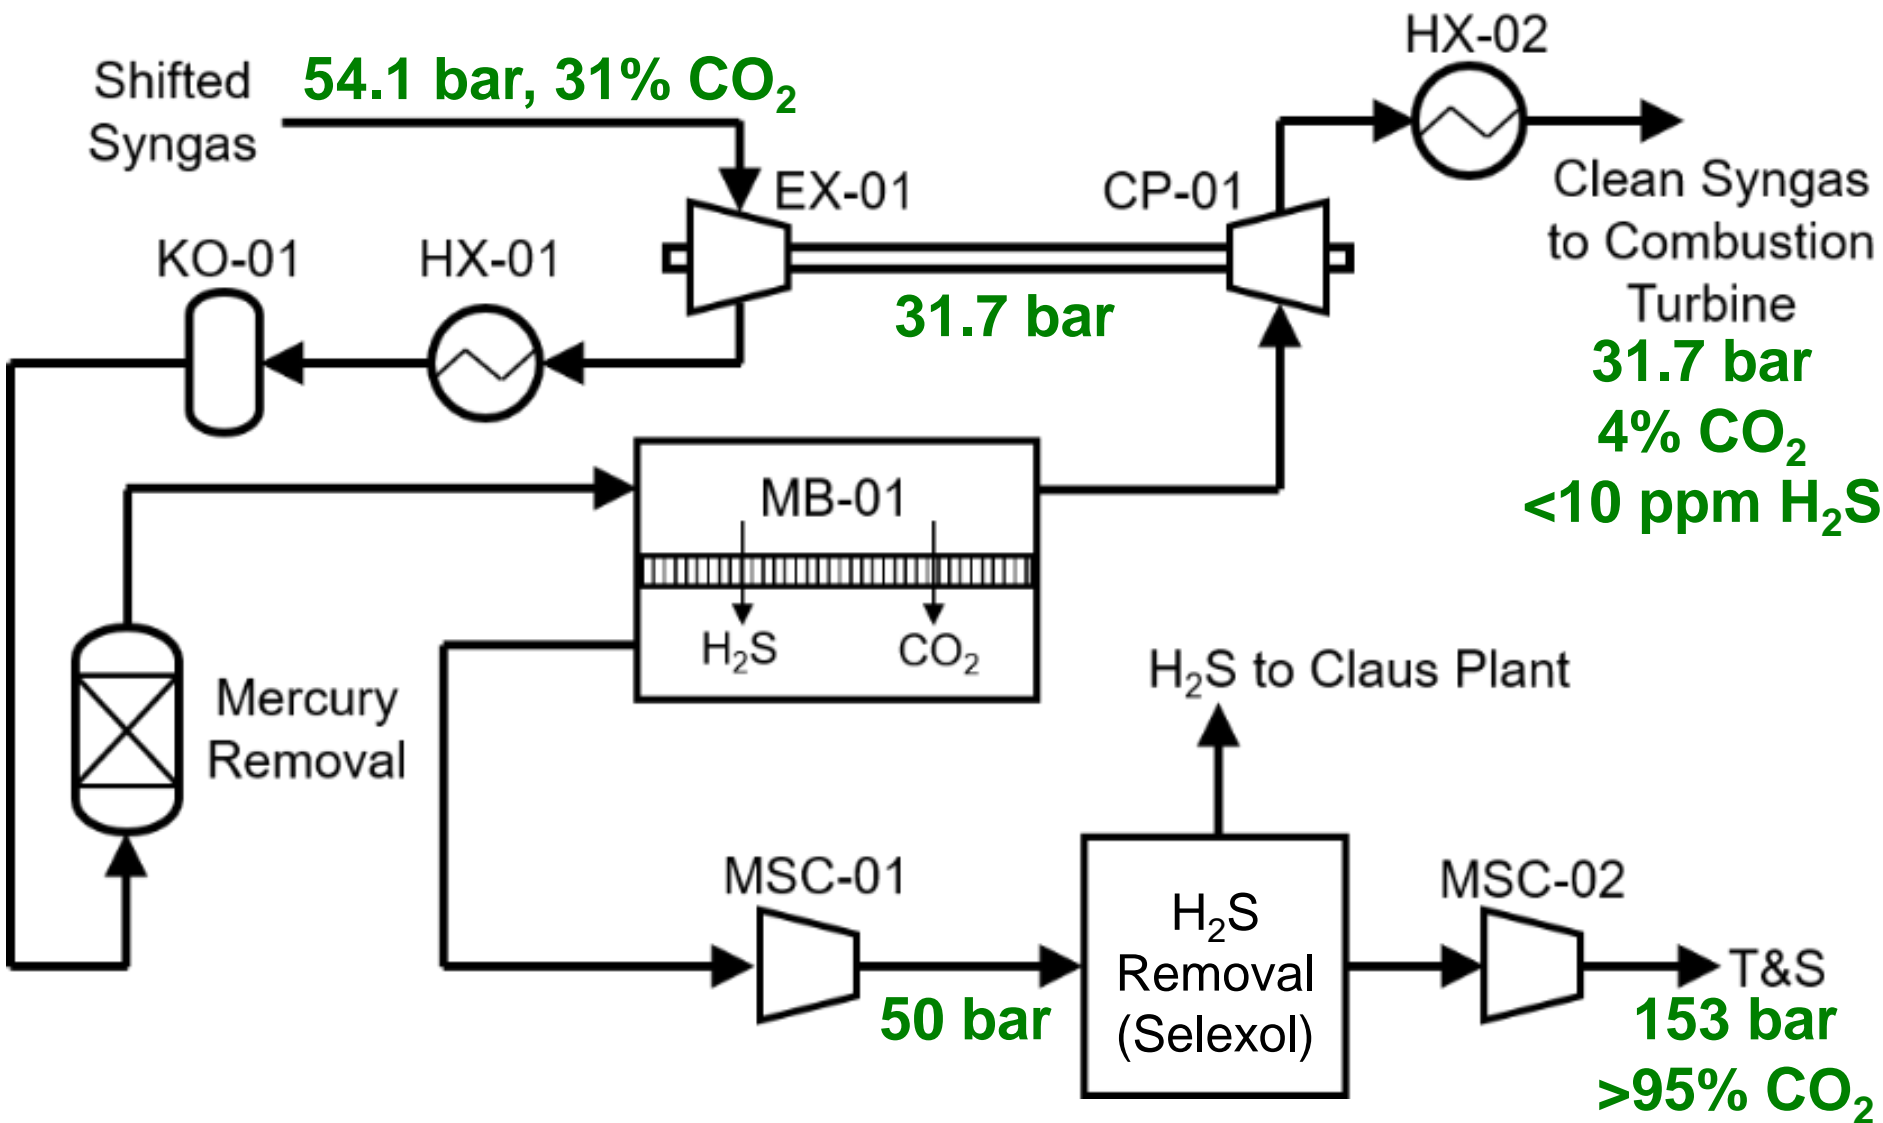 HX-02
Shifted
Syngas
54.1 bar, 31% CO₂
EX-01
CP-01
Clean Syngas
to Combustion
Turbine
31.7 bar
4% CO₂
<10 ppm H₂S
KO-01
HX-01
31.7 bar
MB-01
H₂S
CO₂
Mercury
Removal
H₂S to Claus Plant
MSC-01
50 bar
H₂S
Removal
(Selexol)
MSC-02
T&S
153 bar
>95% CO₂